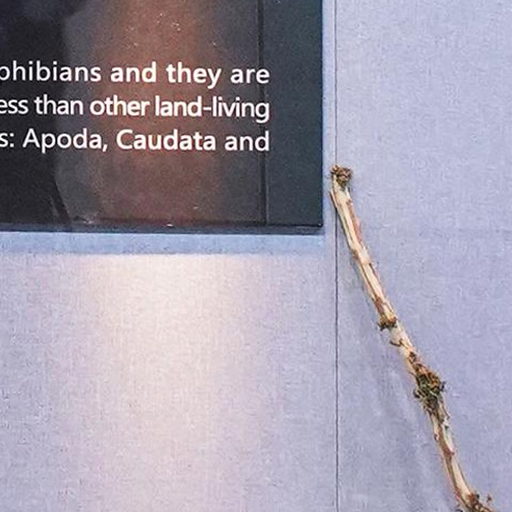 phibians and they are
ess than other land-living
s: Apoda, Caudata and